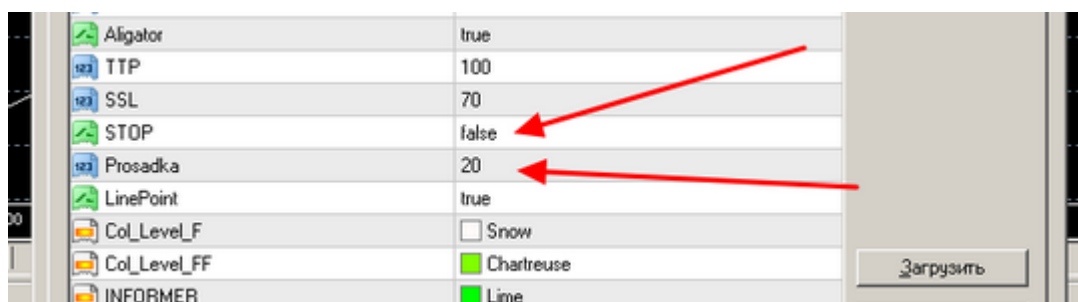 Aligator true
TTP 100
SSL 70
STOP false
Prosadka 20
LinePoint true
Col_Level_F Snow
Col_Level_FF Chartreuse
Загрузить
INFORMER Lime